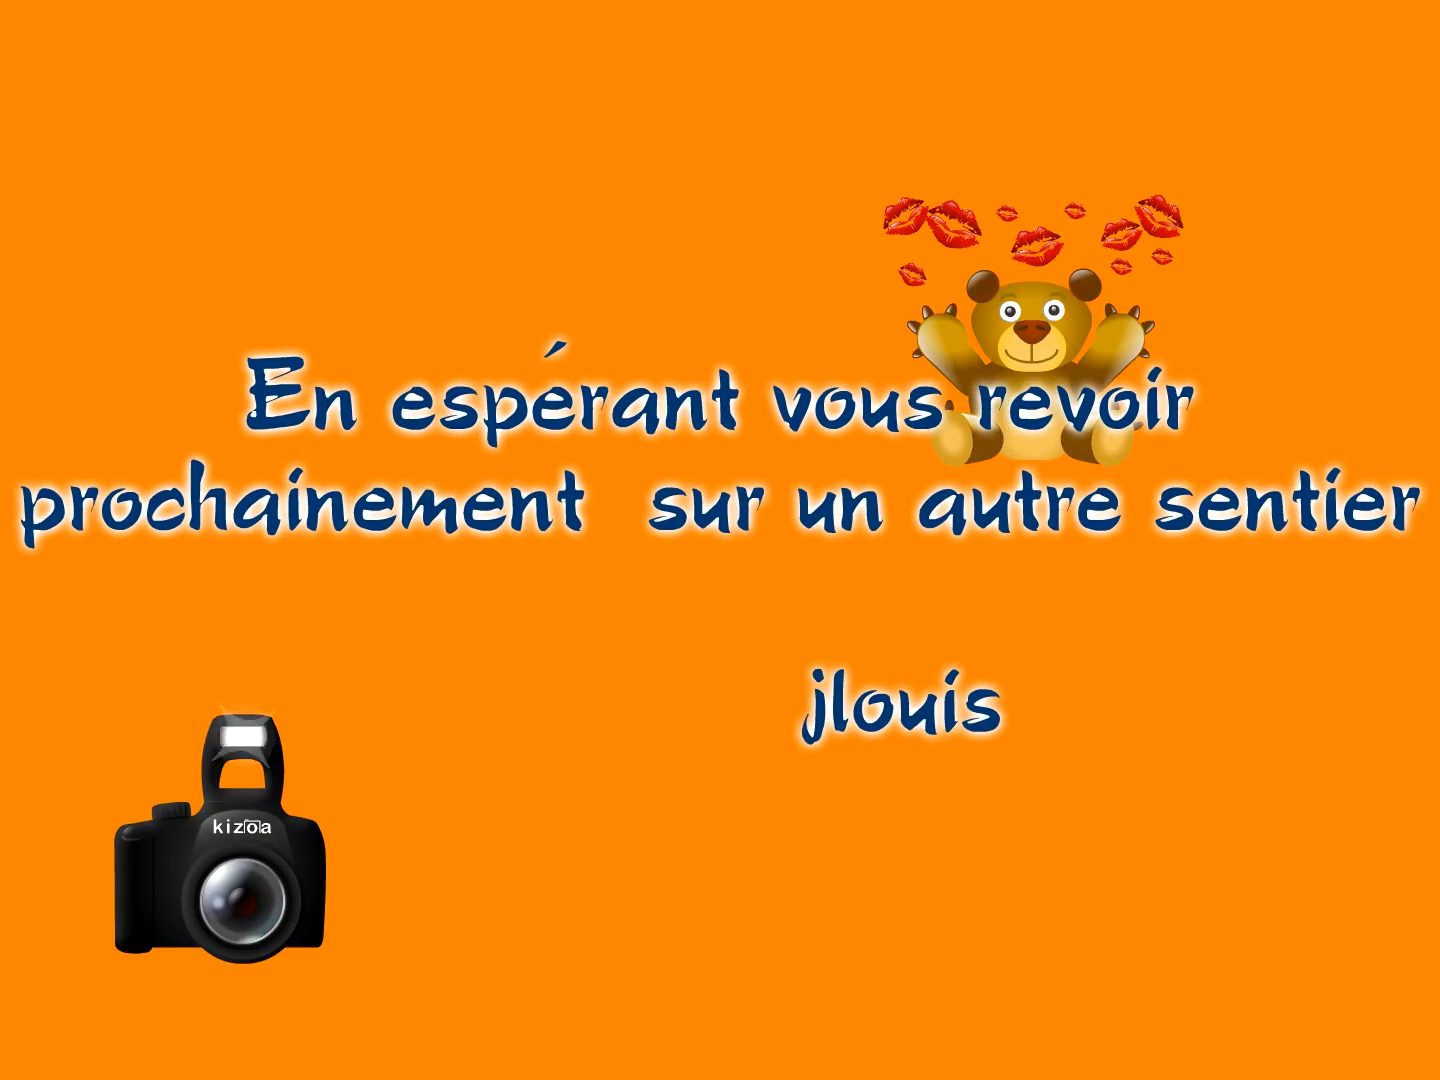 En espérant vous revoir
prochainement sur un autre sentier
jlouis
kizoa